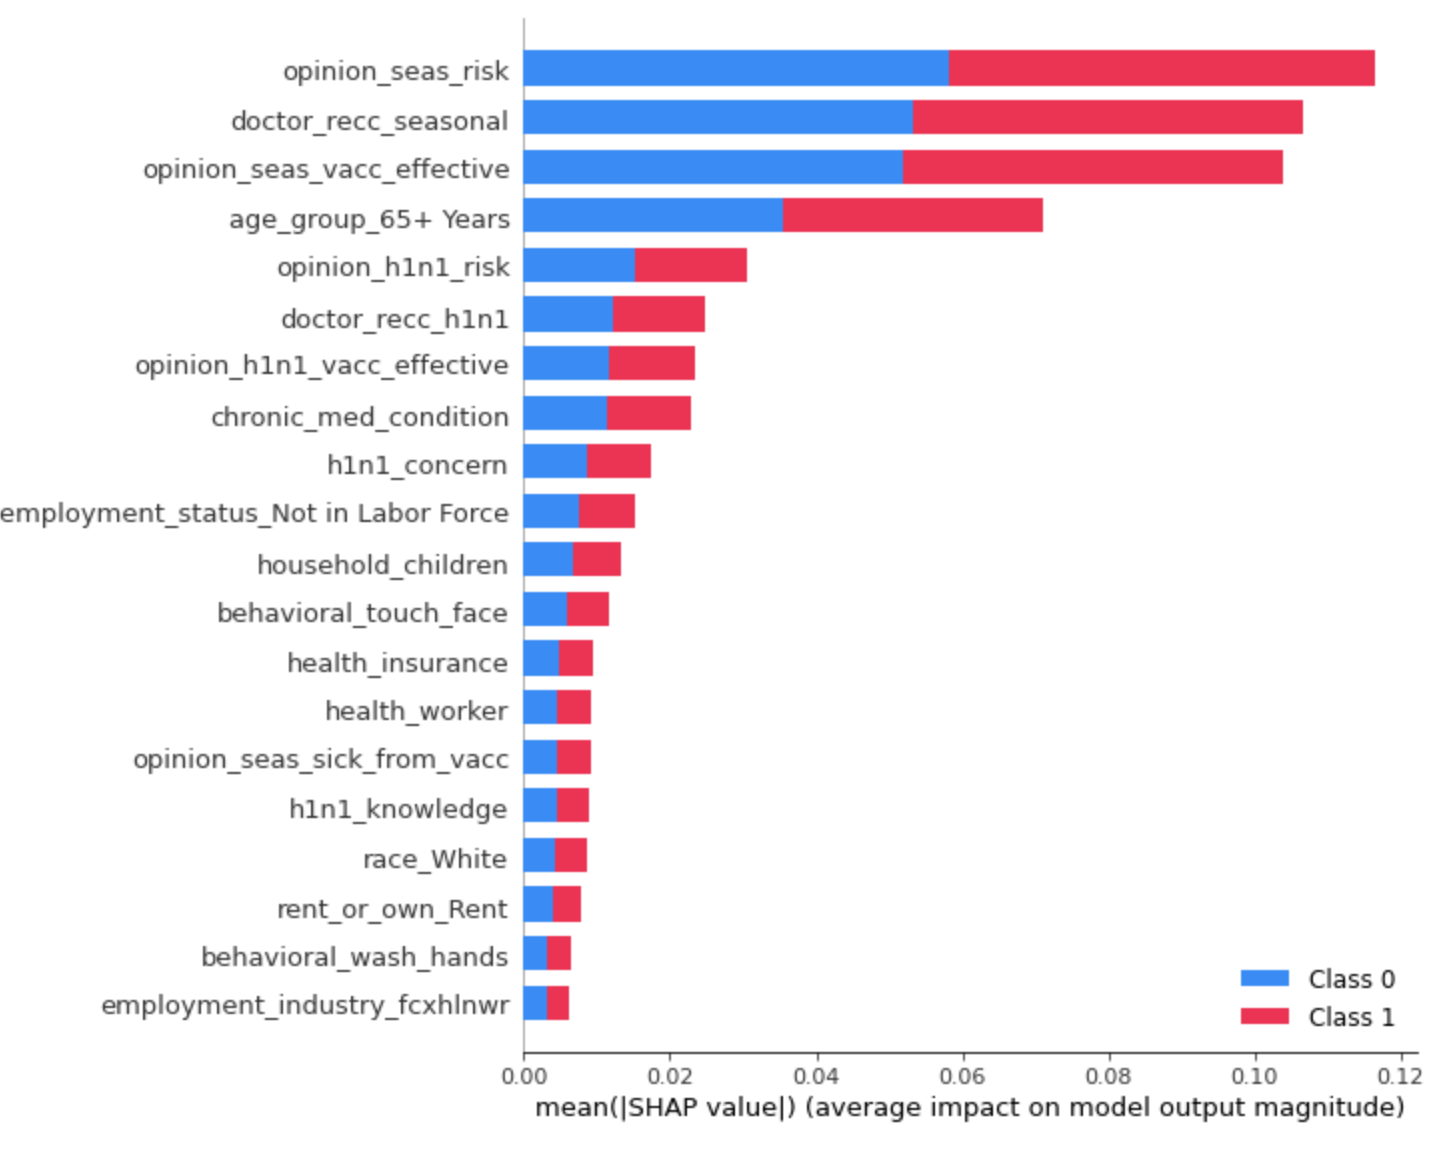 opinion_seas_risk
doctor_recc_seasonal
opinion_seas_vacc_effective
age_group_65+ Years
opinion_h1n1_risk
doctor_recc_h1n1
opinion_h1n1_vacc_effective
chronic_med_condition
h1n1_concern
employment_status_Not in Labor Force
household_children
behavioral_touch_face
health_insurance
health_worker
opinion_seas_sick_from_vacc
h1n1_knowledge
race_White
rent_or_own_Rent
behavioral_wash_hands
employment_industry_fcxhlnwr
Class 0
Class 1
0.00 0.02 0.04 0.06 0.08 0.10 0.12
mean(|SHAP value|) (average impact on model output magnitude)